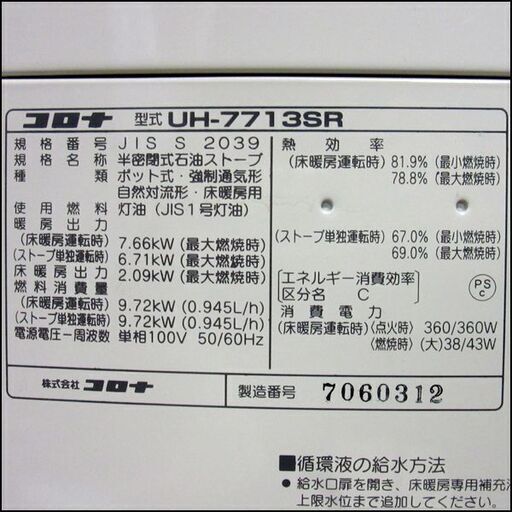 コロナ 型式 UH-7713SR
規格番号 JIS S 2039
規格名称 半密閉式石油ストーブ
種類 ポット式・強制通気形
自然対流形・床暖房用
使用燃料 灯油(JIS1号灯油)
暖房出力
(床暖房運転時) 7.66kW (最大燃焼時)
(ストーブ単独運転時) 6.71kW (最大燃焼時)
床暖房出力 2.09kW (最大燃焼時)
燃料消費量
(床暖房運転時) 9.72kW (0.945L/h)
(ストーブ単独運転時) 9.72kW (0.945L/h)
電源電圧ー周波数 単相100V 50/60Hz
熱効率
(床暖房運転時) 81.9% (最小燃焼時)
78.8% (最大燃焼時)
(ストーブ単独運転時) 67.0% (最小燃焼時)
69.0% (最大燃焼時)
エネルギー消費効率
区分名 C
PSC
消費電力
(床暖房運転時) (点火時) 360/360W
(燃焼時) (大)38/43W
株式会社 コロナ
製造番号 7060312
■循環液の給水方法
● 給水口扉を開き、床暖房専用補充液
上限水位まで追加してください。